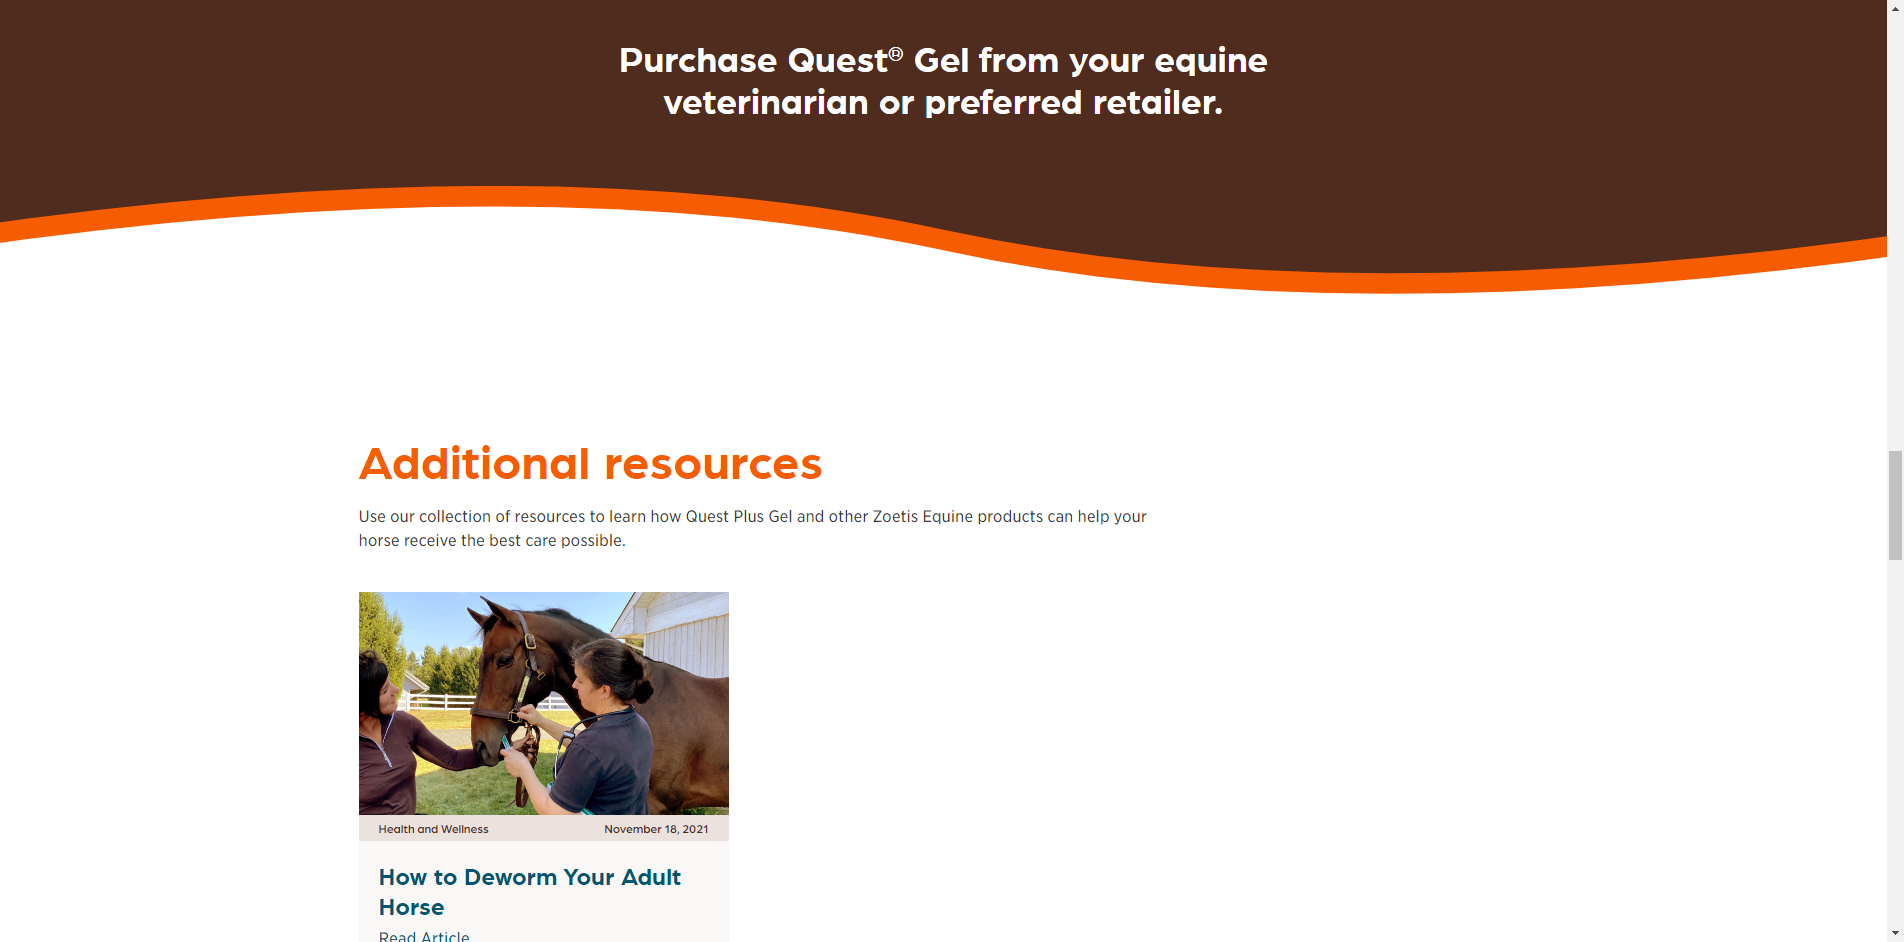 Purchase Quest® Gel from your equine
veterinarian or preferred retailer.
Additional resources
Use our collection of resources to learn how Quest Plus Gel and other Zoetis Equine products can help your
horse receive the best care possible.
Health and Wellness
November 18, 2021
How to Deworm Your Adult
Horse
Read Article